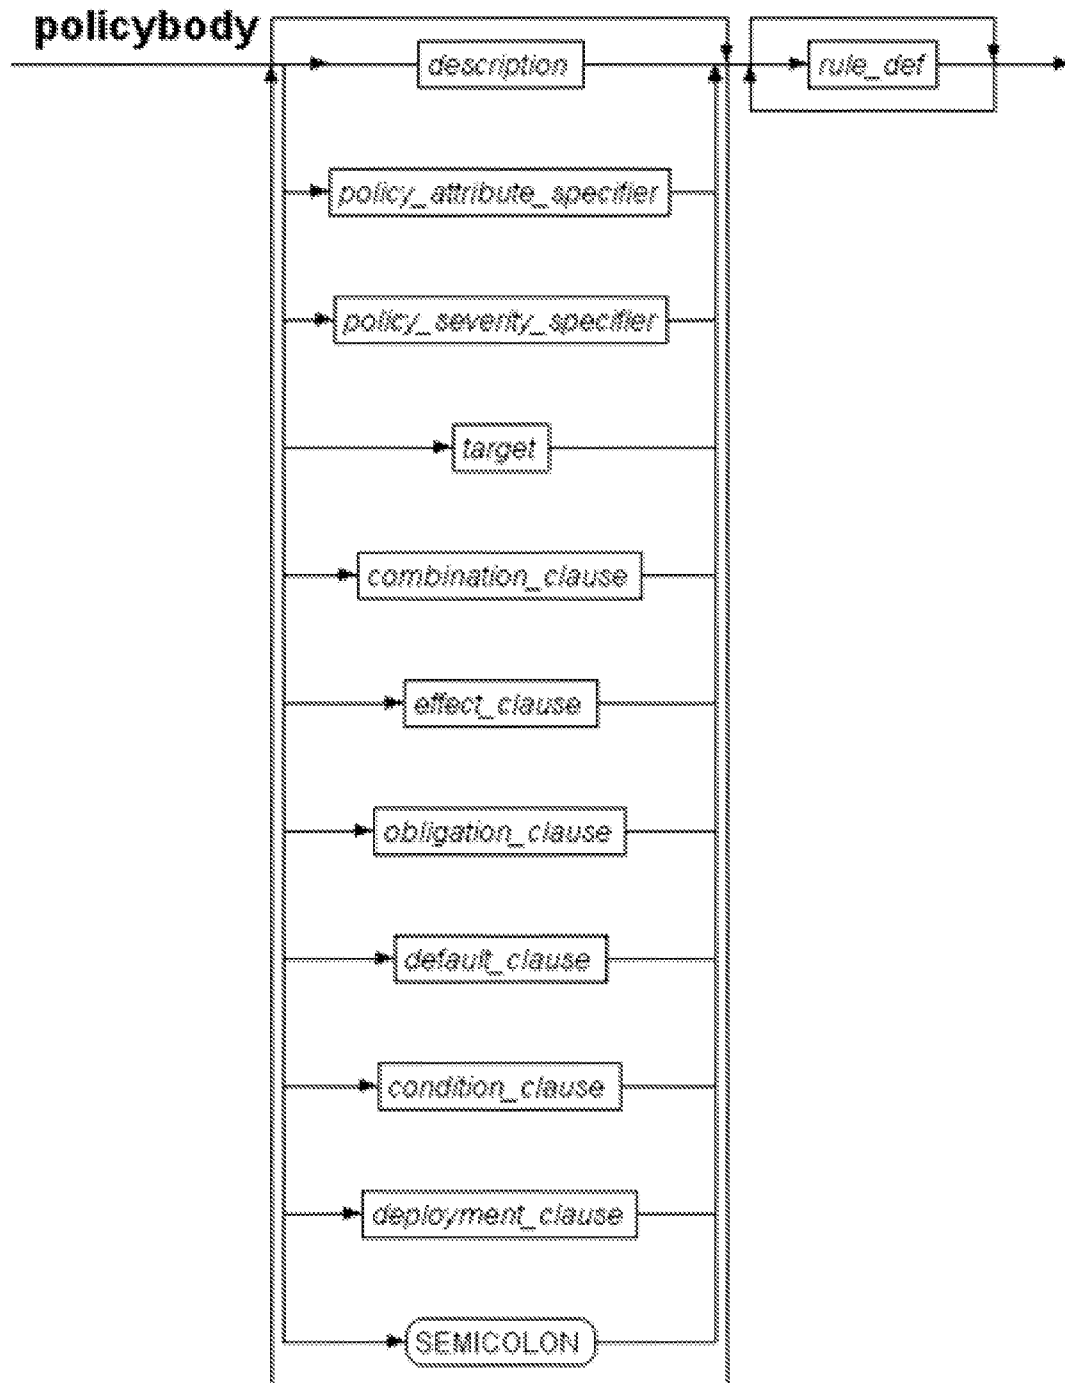 policybody
description
rule_def
policy_attribute_specifier
policy_severity_specifier
target
combination_clause
effect_clause
obligation_clause
default_clause
condition_clause
deployment_clause
SEMICOLON